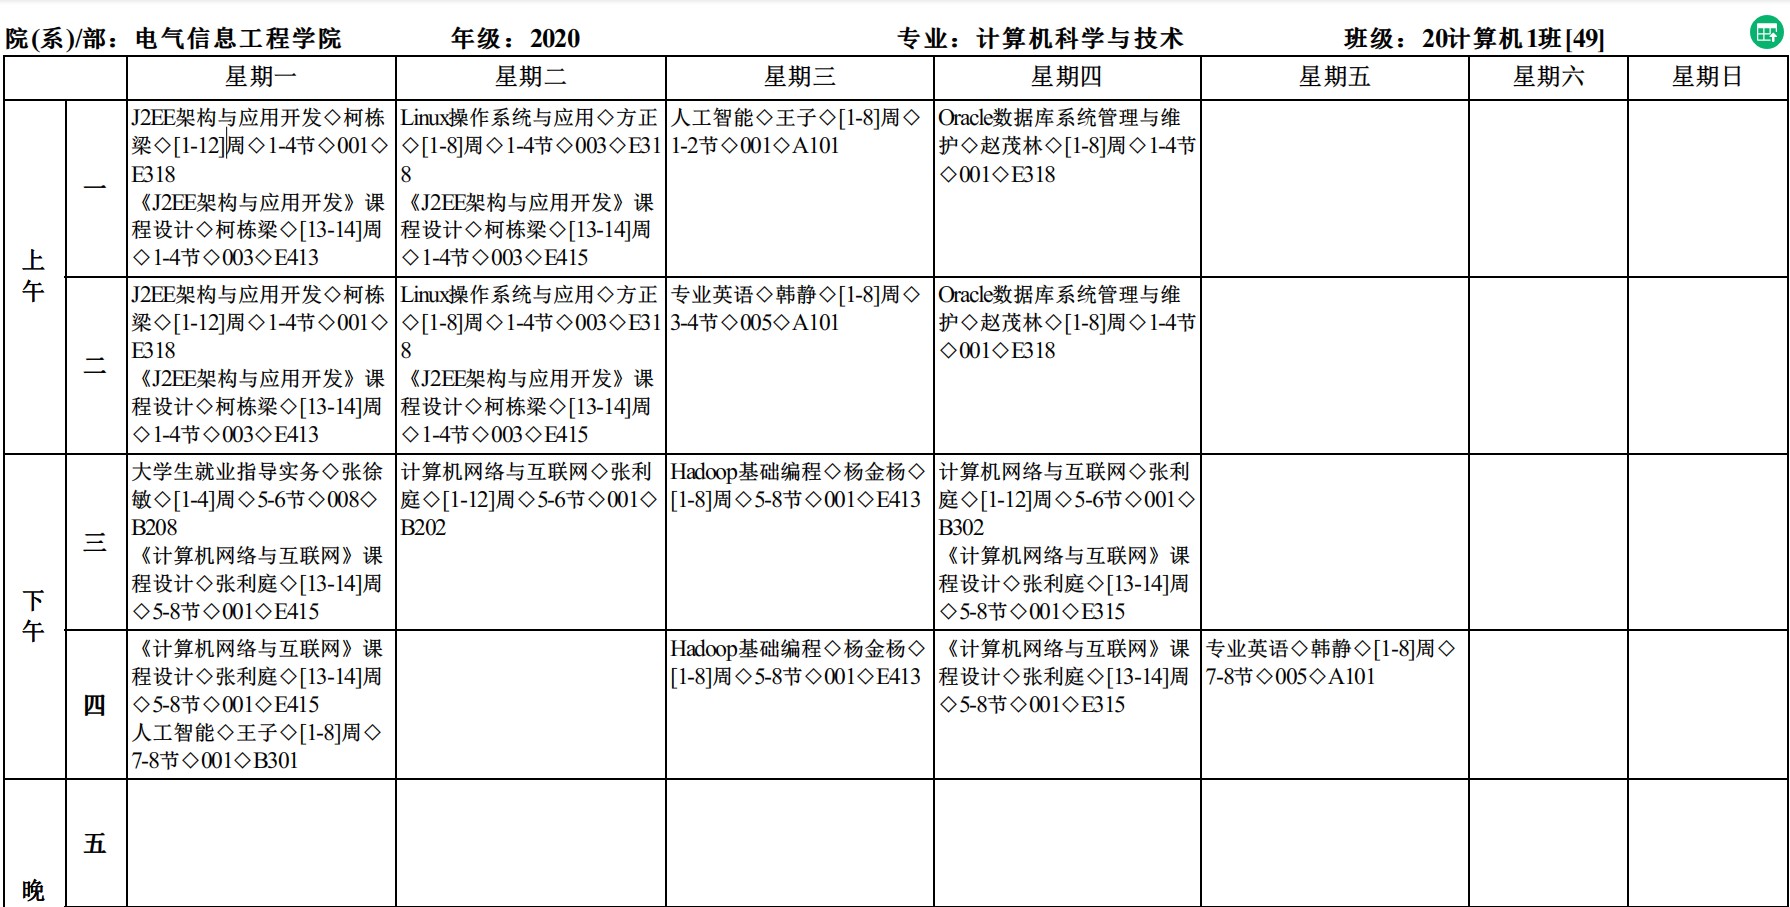 院(系)/部：电气信息工程学院 年级：2020 专业：计算机科学与技术 班级：20计算机1班[49]
星期一 星期二 星期三 星期四 星期五 星期六 星期日
上
午
一
J2EE架构与应用开发◇柯栋
梁◇[1-12]周◇1-4节◇001◇
E318
《J2EE架构与应用开发》课
程设计◇柯栋梁◇[13-14]周
◇1-4节◇003◇E413
Linux操作系统与应用◇方正
◇[1-8]周◇1-4节◇003◇E31
8
《J2EE架构与应用开发》课
程设计◇柯栋梁◇[13-14]周
◇1-4节◇003◇E415
人工智能◇王子◇[1-8]周◇
1-2节◇001◇A101
Oracle数据库系统管理与维
护◇赵茂林◇[1-8]周◇1-4节
◇001◇E318
二
J2EE架构与应用开发◇柯栋
梁◇[1-12]周◇1-4节◇001◇
E318
《J2EE架构与应用开发》课
程设计◇柯栋梁◇[13-14]周
◇1-4节◇003◇E413
Linux操作系统与应用◇方正
◇[1-8]周◇1-4节◇003◇E31
8
《J2EE架构与应用开发》课
程设计◇柯栋梁◇[13-14]周
◇1-4节◇003◇E415
专业英语◇韩静◇[1-8]周◇
3-4节◇005◇A101
Oracle数据库系统管理与维
护◇赵茂林◇[1-8]周◇1-4节
◇001◇E318
下
午
三
大学生就业指导实务◇张徐
敏◇[1-4]周◇5-6节◇008◇
B208
《计算机网络与互联网》课
程设计◇张利庭◇[13-14]周
◇5-8节◇001◇E415
计算机网络与互联网◇张利
庭◇[1-12]周◇5-6节◇001◇
B202
Hadoop基础编程◇杨金杨◇
[1-8]周◇5-8节◇001◇E413
计算机网络与互联网◇张利
庭◇[1-12]周◇5-6节◇001◇
B302
《计算机网络与互联网》课
程设计◇张利庭◇[13-14]周
◇5-8节◇001◇E315
四
《计算机网络与互联网》课
程设计◇张利庭◇[13-14]周
◇5-8节◇001◇E415
人工智能◇王子◇[1-8]周◇
7-8节◇001◇B301
Hadoop基础编程◇杨金杨◇
[1-8]周◇5-8节◇001◇E413
《计算机网络与互联网》课
程设计◇张利庭◇[13-14]周
◇5-8节◇001◇E315
专业英语◇韩静◇[1-8]周◇
7-8节◇005◇A101
晚
五